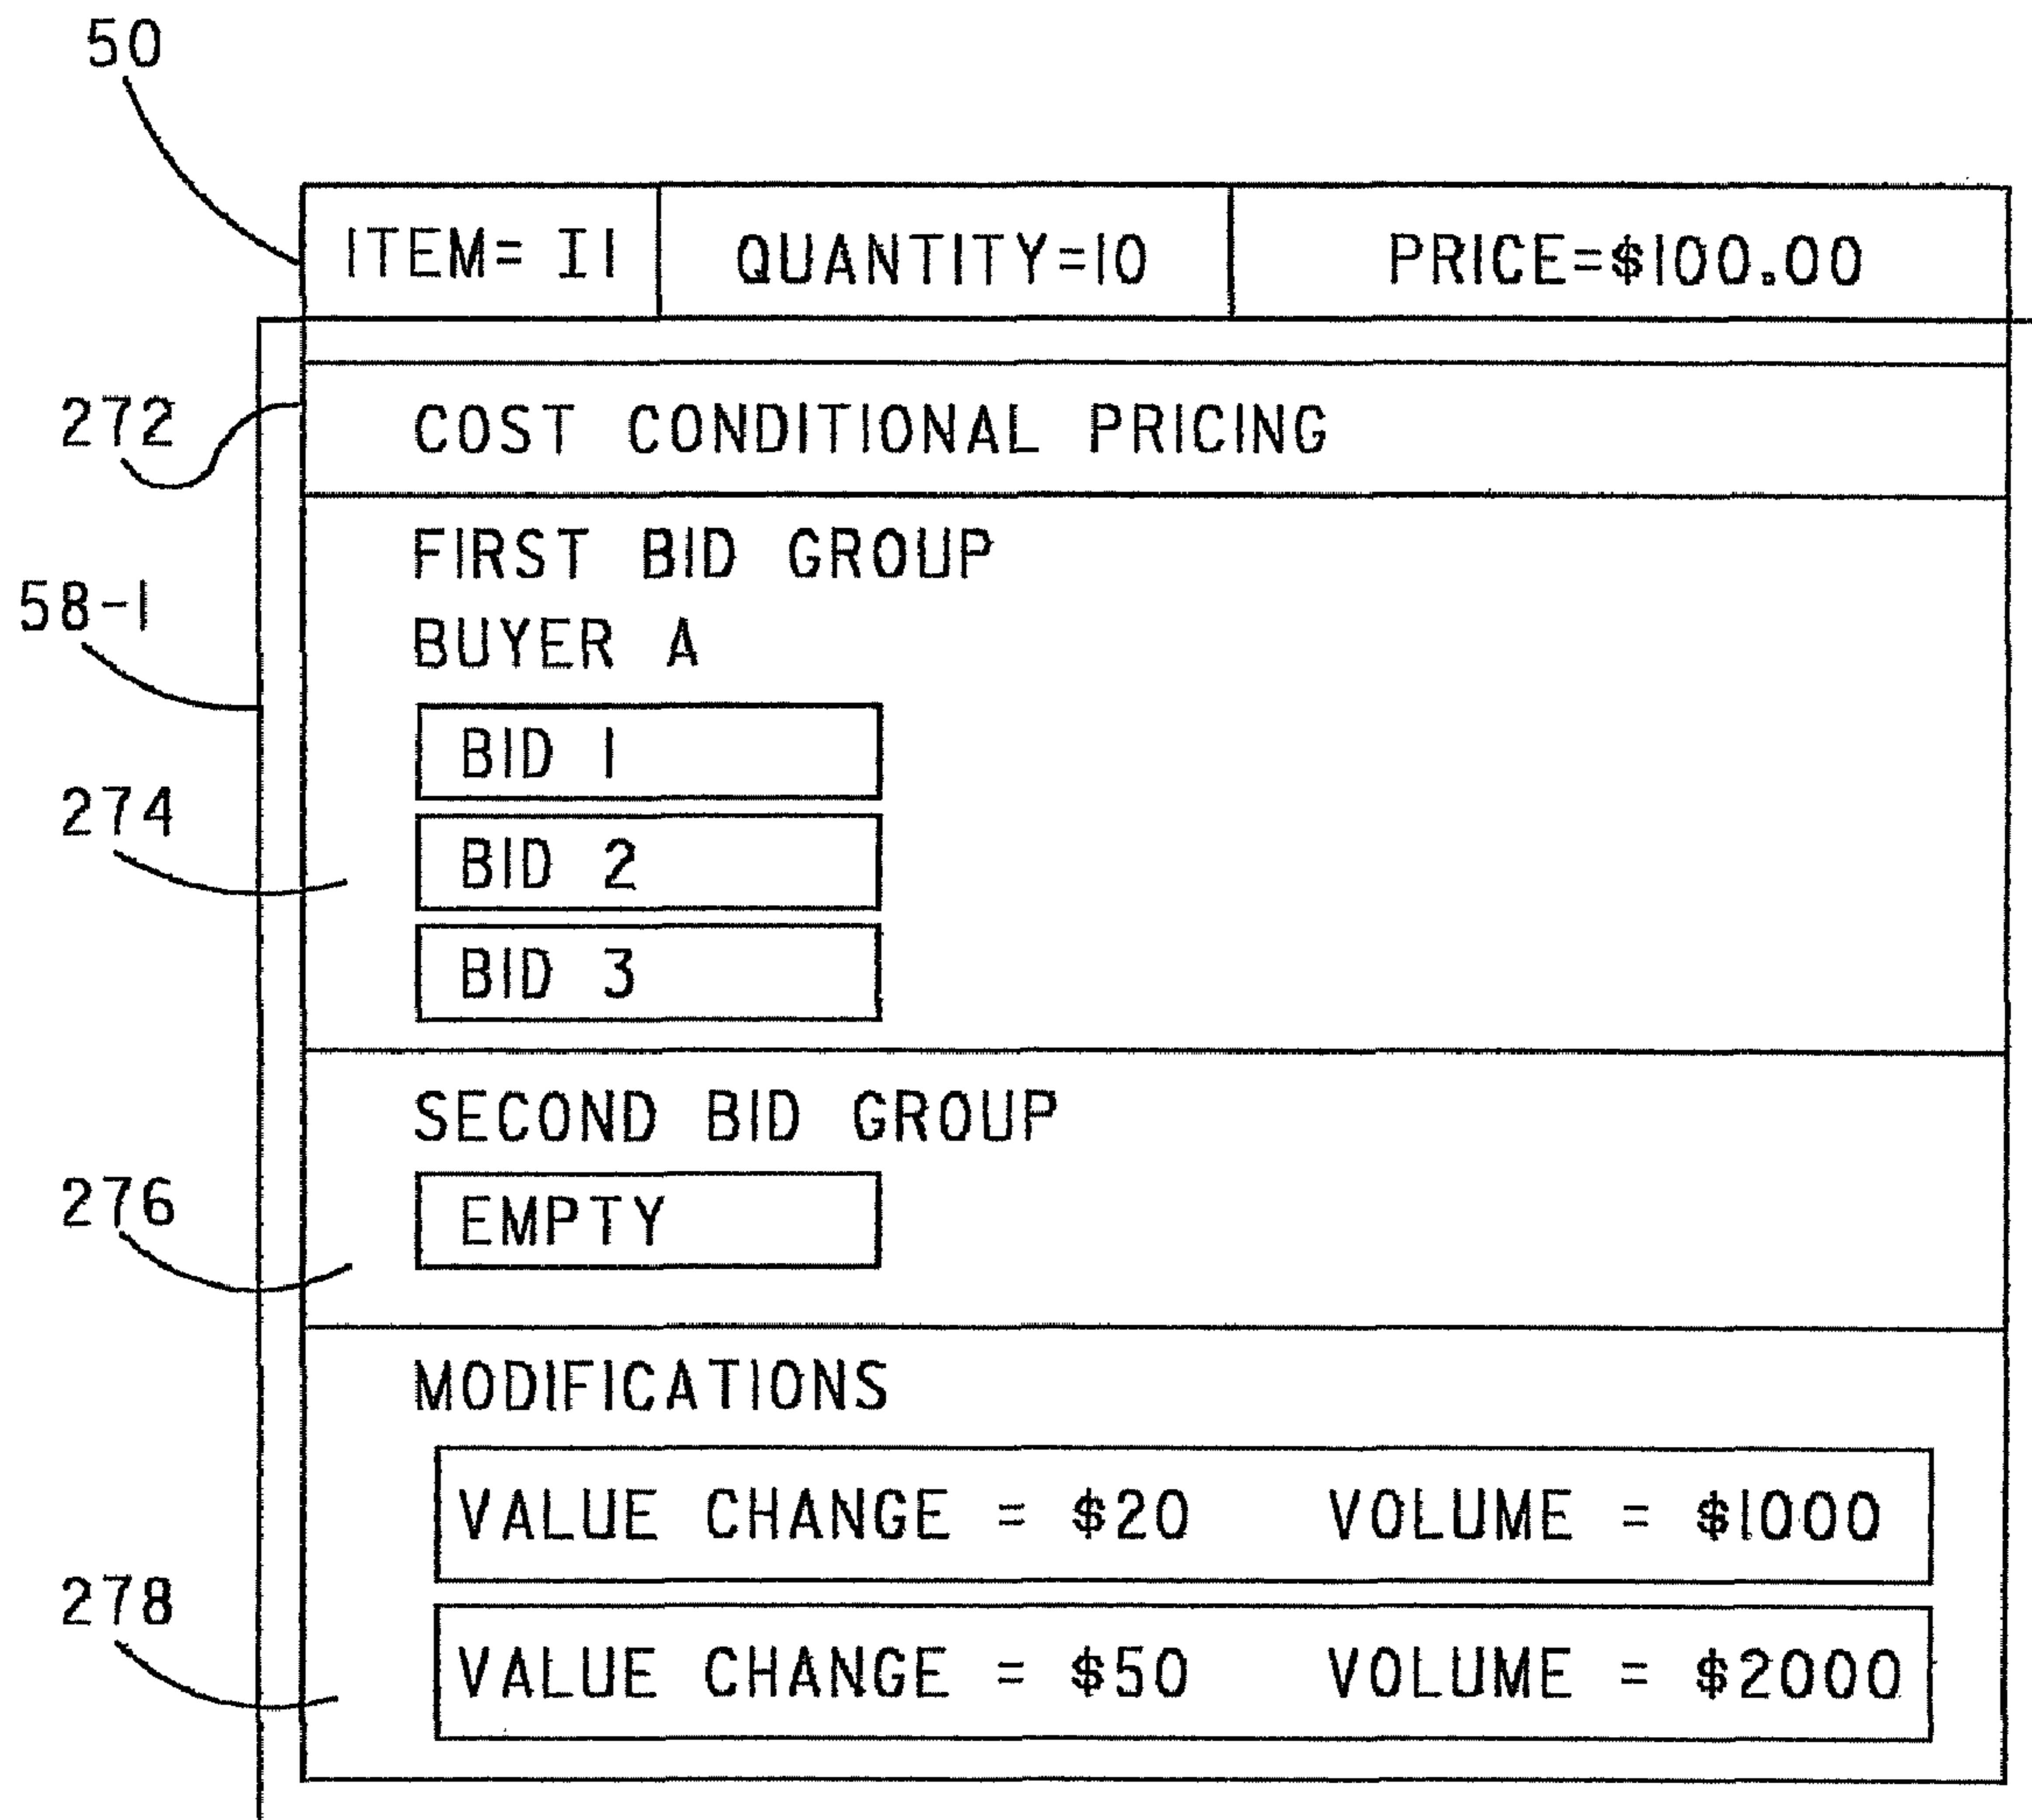 50
ITEM= I1 QUANTITY=10 PRICE=$100.00
272 COST CONDITIONAL PRICING
FIRST BID GROUP
58-1
BUYER A
BID 1
274
BID 2
BID 3
SECOND BID GROUP
276 EMPTY
MODIFICATIONS
VALUE CHANGE = $20 VOLUME = $1000
278
VALUE CHANGE = $50 VOLUME = $2000